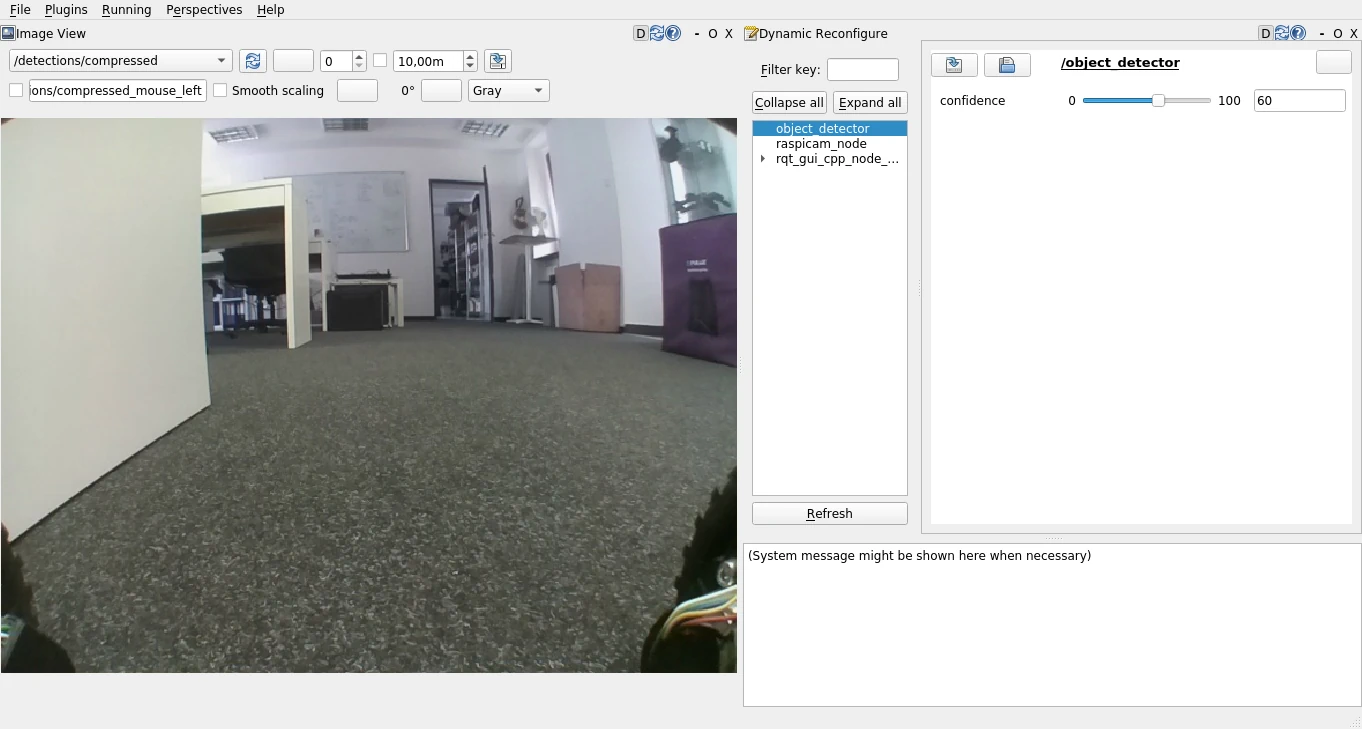 File Plugins Running Perspectives Help
Image View
D - O X
Dynamic Reconfigure
D - O X
/detections/compressed
0
10,00m
ions/compressed_mouse_left
Smooth scaling
0°
Gray
Filter key:
Collapse all
Expand all
object_detector
raspicam_node
rqt_gui_cpp_node_...
Refresh
/object_detector
confidence 0 100 60
(System message might be shown here when necessary)